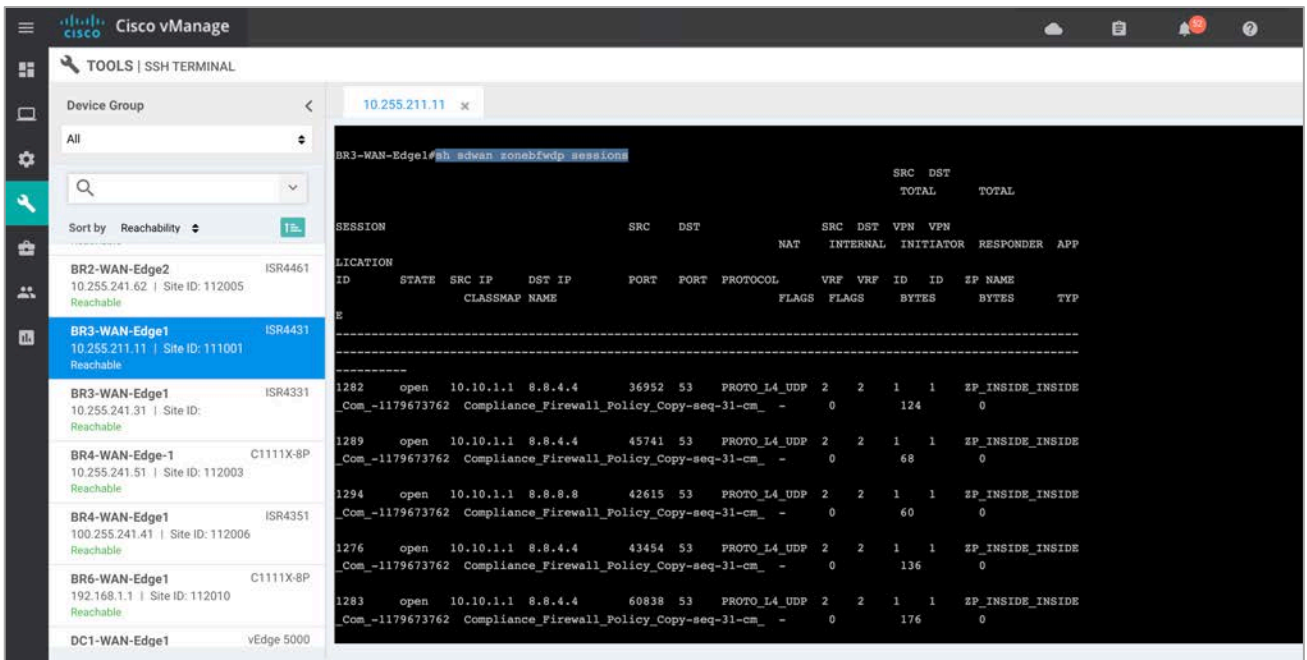 cisco Cisco vManage 52
TOOLS | SSH TERMINAL
Device Group
All
Sort by Reachability
BR2-WAN-Edge2 ISR4461
10.255.241.62 | Site ID: 112005
Reachable
BR3-WAN-Edge1 ISR4431
10.255.211.11 | Site ID: 111001
Reachable
BR3-WAN-Edge1 ISR4331
10.255.241.31 | Site ID:
Reachable
BR4-WAN-Edge-1 C1111X-8P
10.255.241.51 | Site ID: 112003
Reachable
BR4-WAN-Edge1 ISR4351
100.255.241.41 | Site ID: 112006
Reachable
BR6-WAN-Edge1 C1111X-8P
192.168.1.1 | Site ID: 112010
Reachable
DC1-WAN-Edge1 vEdge 5000
10.255.211.11 x
BR3-WAN-Edge1#sh sdwan zonebfwdp sessions
SRC DST
TOTAL TOTAL
SESSION SRC DST SRC DST VPN VPN
NAT INTERNAL INITIATOR RESPONDER APP
LICATION
ID STATE SRC IP DST IP PORT PORT PROTOCOL VRF VRF ID ID ZP NAME
CLASSMAP NAME FLAGS FLAGS BYTES BYTES TYP
E
--------------------------------------------------------------------------------------------------------
--------------------------------------------------------------------------------------------------------
----------
1282 open 10.10.1.1 8.8.4.4 36952 53 PROTO_L4_UDP 2 2 1 1 ZP_INSIDE_INSIDE
_Com_-1179673762 Compliance_Firewall_Policy_Copy-seq-31-cm_ - 0 124 0
1289 open 10.10.1.1 8.8.4.4 45741 53 PROTO_L4_UDP 2 2 1 1 ZP_INSIDE_INSIDE
_Com_-1179673762 Compliance_Firewall_Policy_Copy-seq-31-cm_ - 0 68 0
1294 open 10.10.1.1 8.8.8.8 42615 53 PROTO_L4_UDP 2 2 1 1 ZP_INSIDE_INSIDE
_Com_-1179673762 Compliance_Firewall_Policy_Copy-seq-31-cm_ - 0 60 0
1276 open 10.10.1.1 8.8.4.4 43454 53 PROTO_L4_UDP 2 2 1 1 ZP_INSIDE_INSIDE
_Com_-1179673762 Compliance_Firewall_Policy_Copy-seq-31-cm_ - 0 136 0
1283 open 10.10.1.1 8.8.4.4 60838 53 PROTO_L4_UDP 2 2 1 1 ZP_INSIDE_INSIDE
_Com_-1179673762 Compliance_Firewall_Policy_Copy-seq-31-cm_ - 0 176 0